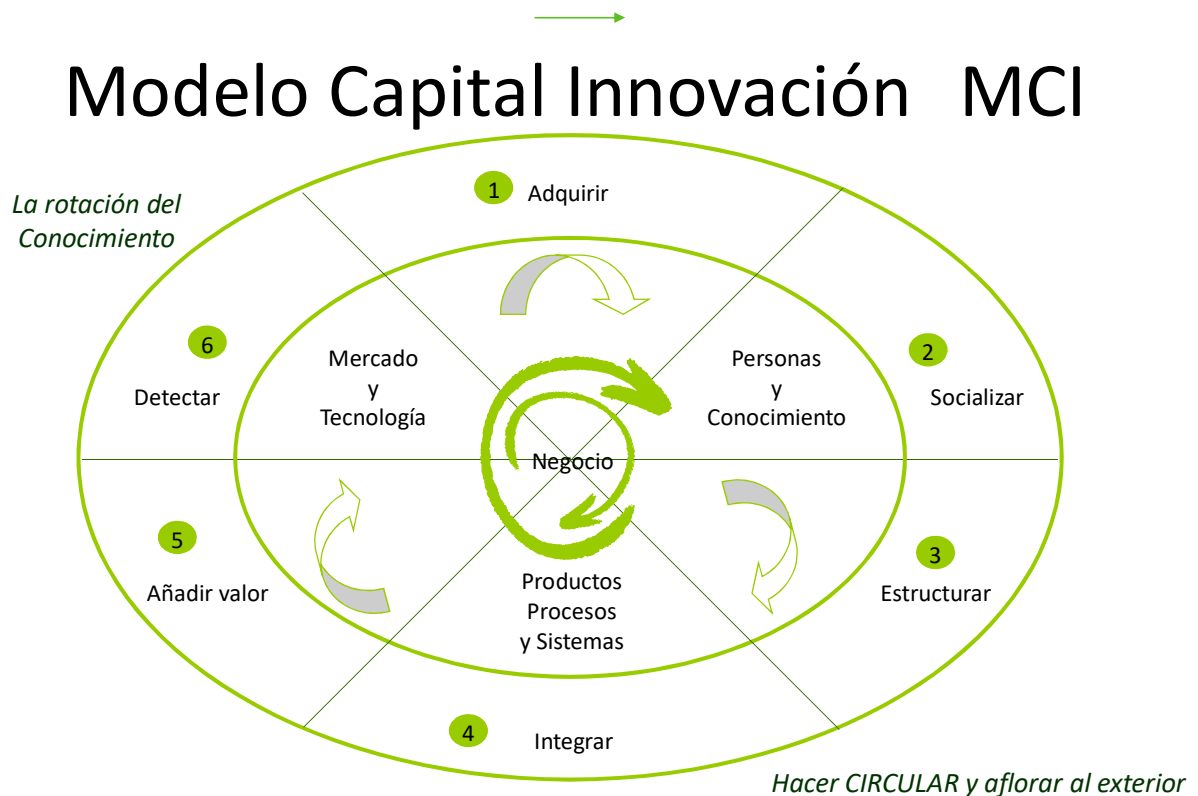 Modelo Capital Innovación MCI
La rotación del
Conocimiento
1
Adquirir
6
Detectar
Mercado
y
Tecnología
Personas
y
Conocimiento
2
Socializar
Negocio
5
Añadir valor
Productos
Procesos
y Sistemas
3
Estructurar
4
Integrar
Hacer CIRCULAR y aflorar al exterior